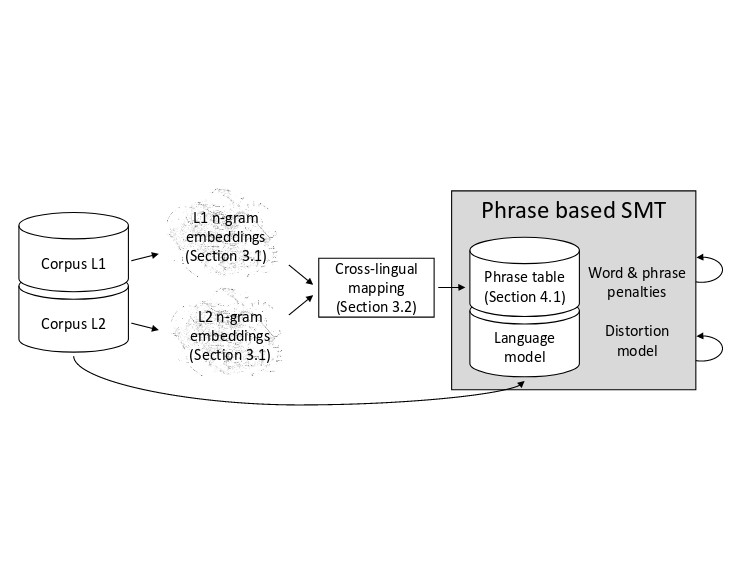 Corpus L1
Corpus L2
L1 n-gram
embeddings
(Section 3.1)
L2 n-gram
embeddings
(Section 3.1)
Cross-lingual
mapping
(Section 3.2)
Phrase based SMT
Phrase table
(Section 4.1)
Language
model
Word & phrase
penalties
Distortion
model